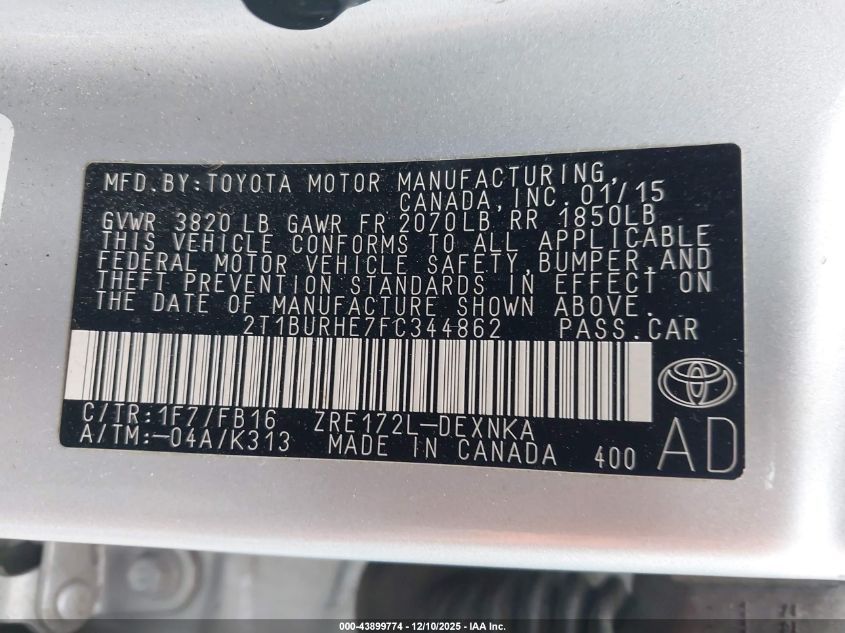 MFD.BY:TOYOTA MOTOR MANUFACTURING,
CANADA, INC. 01/15
GVWR 3820 LB GAWR FR 2070LB RR 1850LB
THIS VEHICLE CONFORMS TO ALL APPLICABLE
FEDERAL MOTOR VEHICLE SAFETY, BUMPER, AND
THEFT PREVENTION STANDARDS IN EFFECT ON
THE DATE OF MANUFACTURE SHOWN ABOVE.
2T1BURHE7FC344862 PASS.CAR
C/TR:1F7/FB16 ZRE172L-DEXNKA
A/TM:-04A/K313 MADE IN CANADA 400
AD
000-43899774 - 12/10/2025 - IAA Inc.